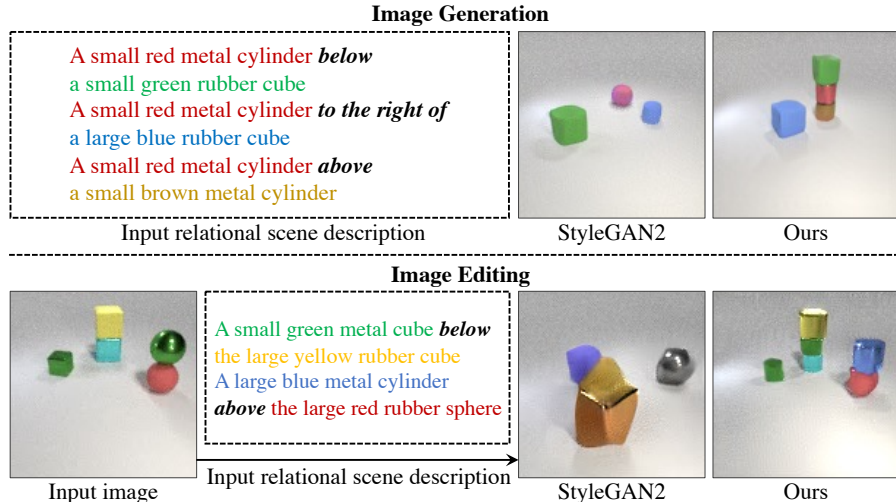 Image Generation
A small red metal cylinder below
a small green rubber cube
A small red metal cylinder to the right of
a large blue rubber cube
A small red metal cylinder above
a small brown metal cylinder
Input relational scene description
StyleGAN2
Ours
Image Editing
A small green metal cube below
the large yellow rubber cube
A large blue metal cylinder
above the large red rubber sphere
Input relational scene description
Input image
StyleGAN2
Ours